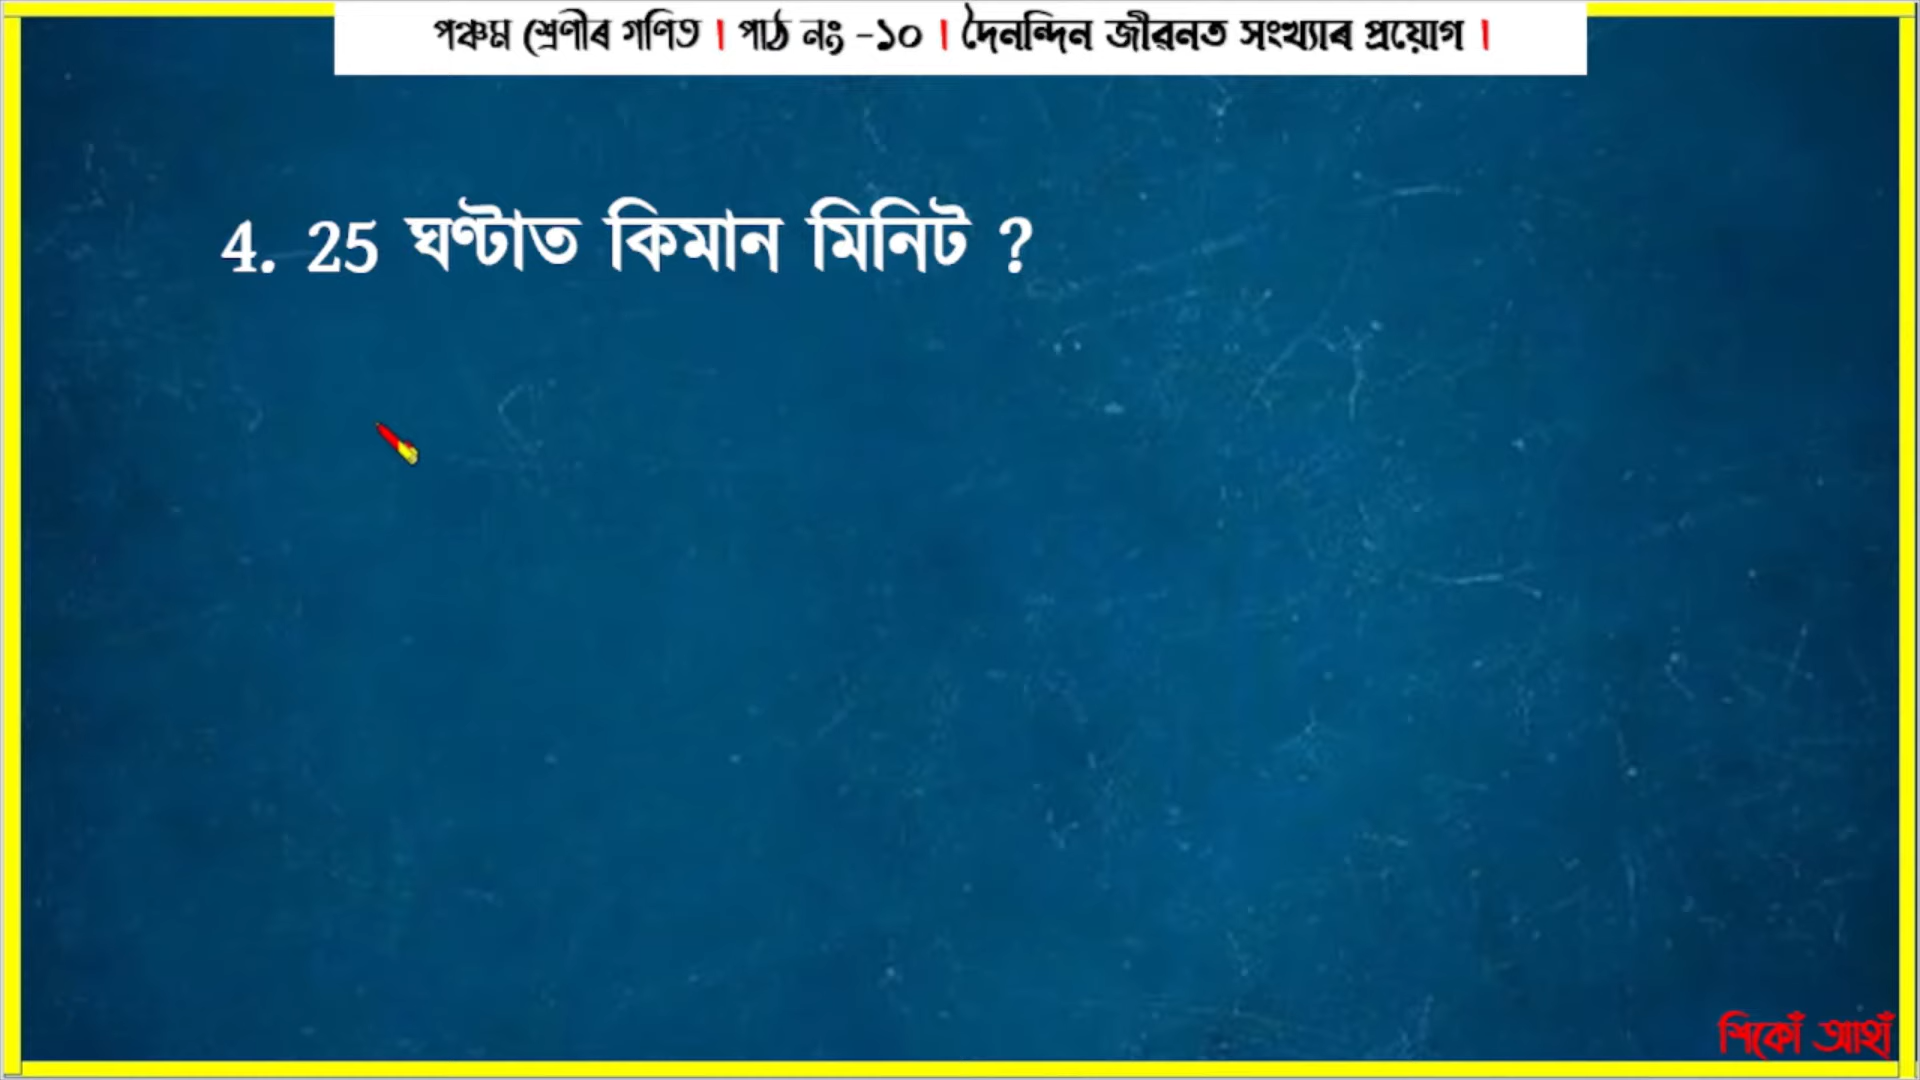 পঞ্চম শ্ৰেণীৰ গণিত । পাঠ নং -১০ । দৈনন্দিন জীৱনত সংখ্যাৰ প্ৰয়োগ ।
4. 25 ঘণ্টাত কিমান মিনিট ?
শিকোঁ আহাঁ